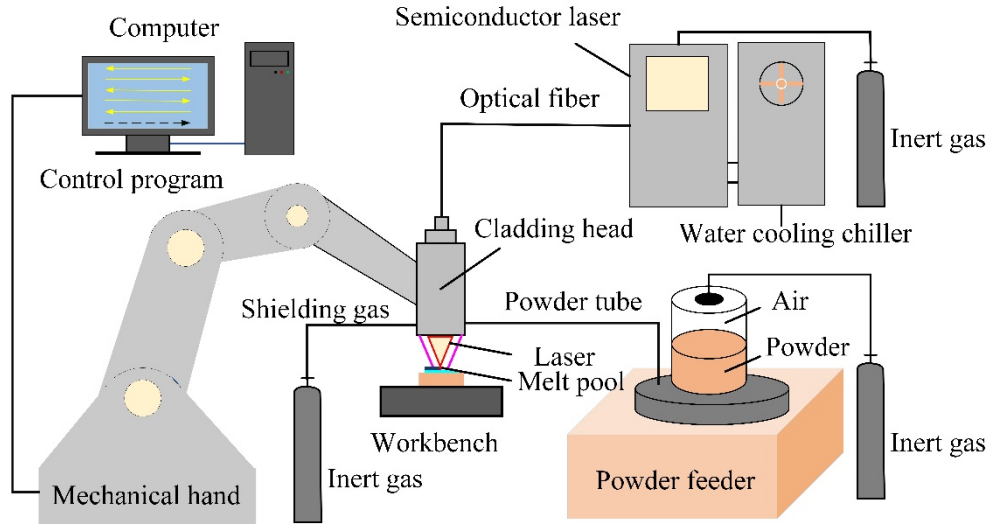 Computer
Semiconductor laser
Optical fiber
Inert gas
Control program
Cladding head
Water cooling chiller
Shielding gas
Powder tube
Air
Laser
Powder
Melt pool
Workbench
Inert gas
Inert gas
Mechanical hand
Powder feeder